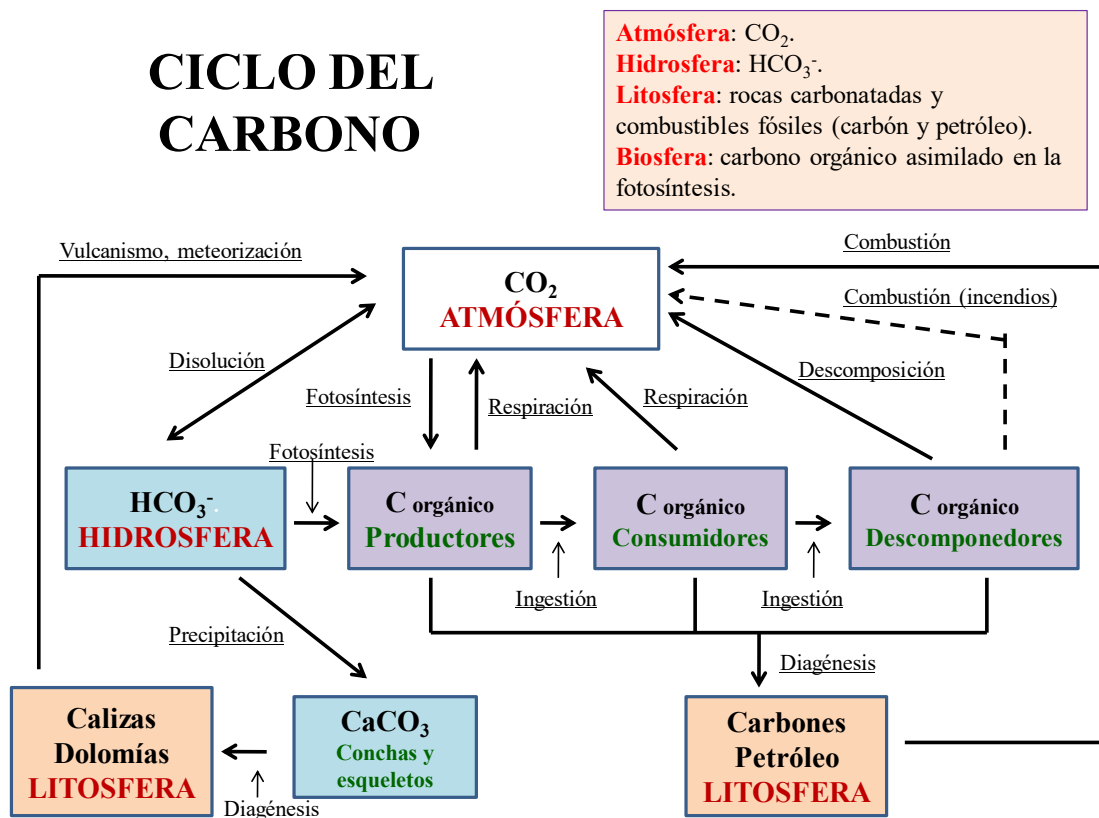 CICLO DEL
CARBONO
Atmósfera: CO₂.
Hidrosfera: HCO₃⁻.
Litosfera: rocas carbonatadas y
combustibles fósiles (carbón y petróleo).
Biosfera: carbono orgánico asimilado en la
fotosíntesis.
Vulcanismo, meteorización
Combustión
CO₂
ATMÓSFERA
Combustión (incendios)
Disolución
Fotosíntesis
Respiración
Respiración
Descomposición
Fotosíntesis
HCO₃⁻
HIDROSFERA
C orgánico
Productores
C orgánico
Consumidores
C orgánico
Descomponedores
Ingestión
Ingestión
Precipitación
Diagénesis
Calizas
Dolomías
LITOSFERA
CaCO₃
Conchas y
esqueletos
Carbones
Petróleo
LITOSFERA
Diagénesis